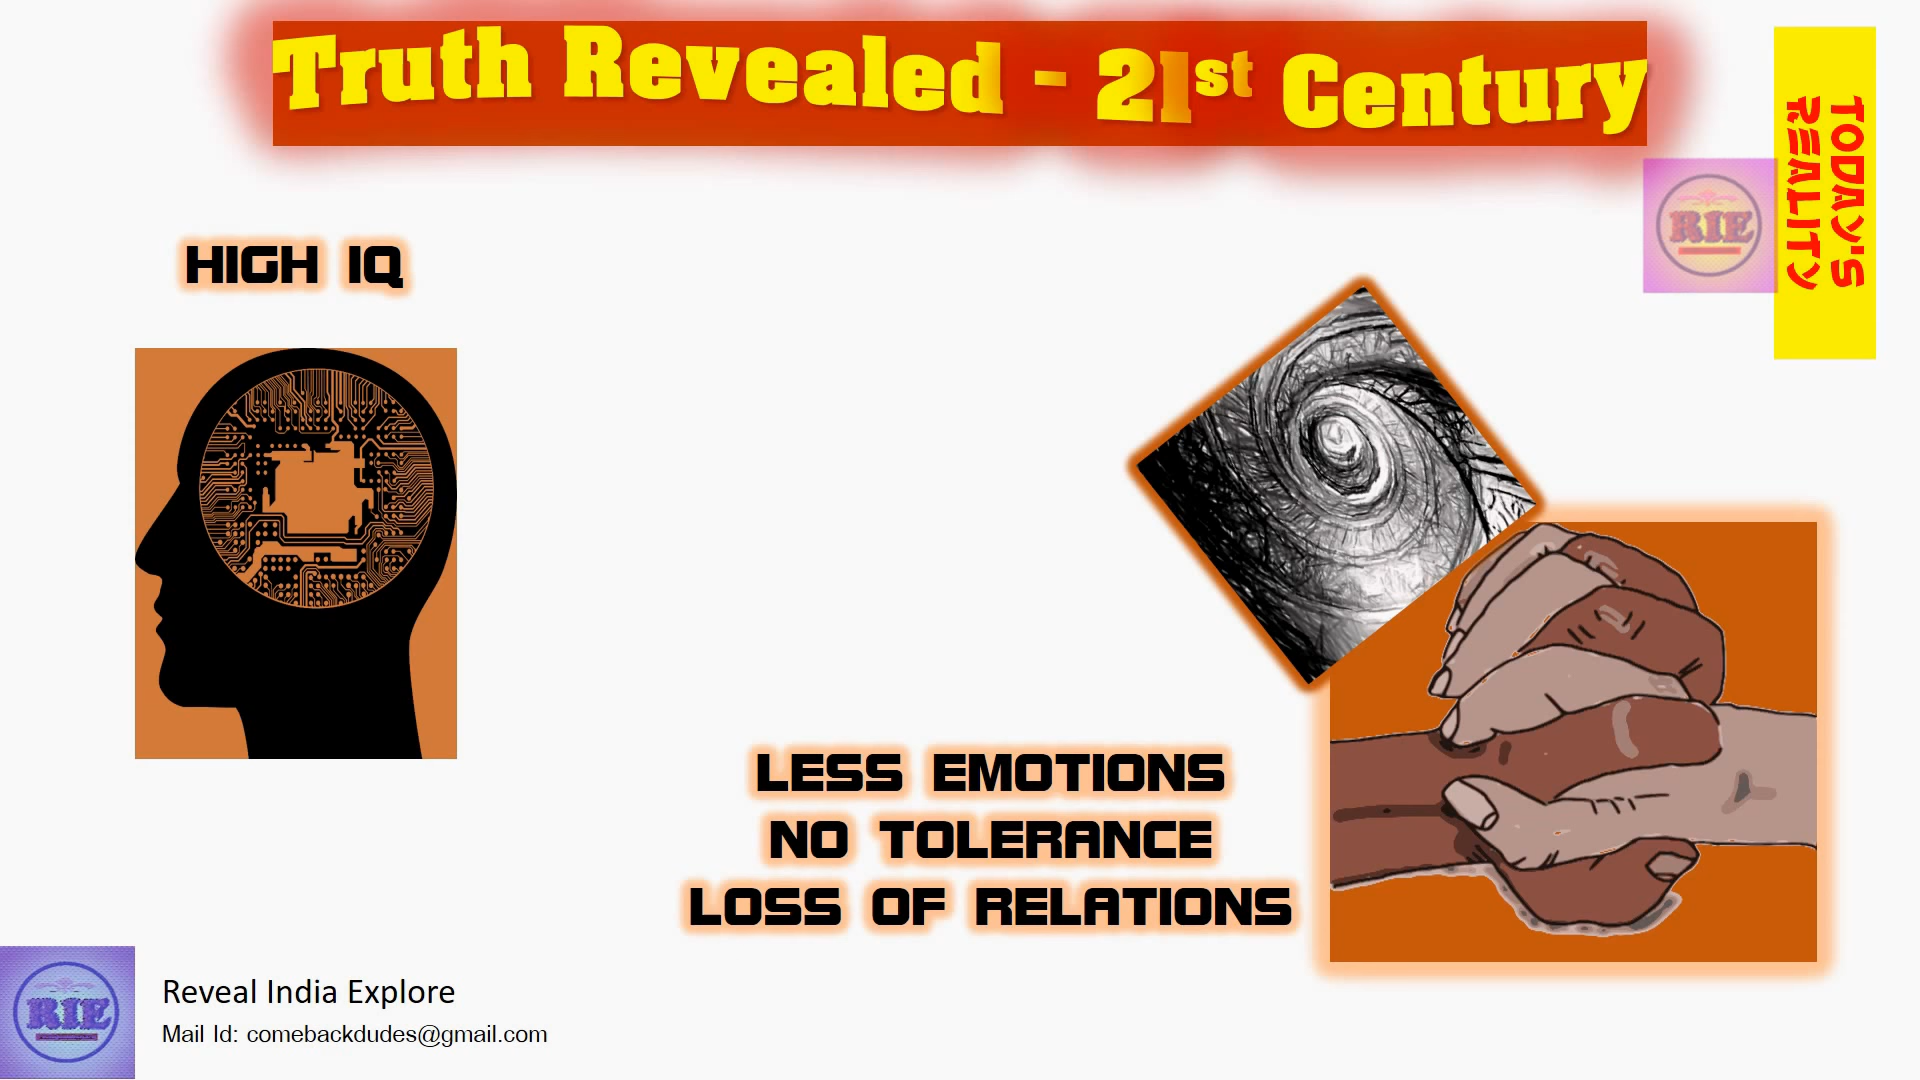 Truth Revealed - 21st Century
TODAY'S
REALITY
RIE
HIGH IQ
LESS EMOTIONS
NO TOLERANCE
LOSS OF RELATIONS
RIE
Reveal India Explore
Mail Id: comebackdudes@gmail.com